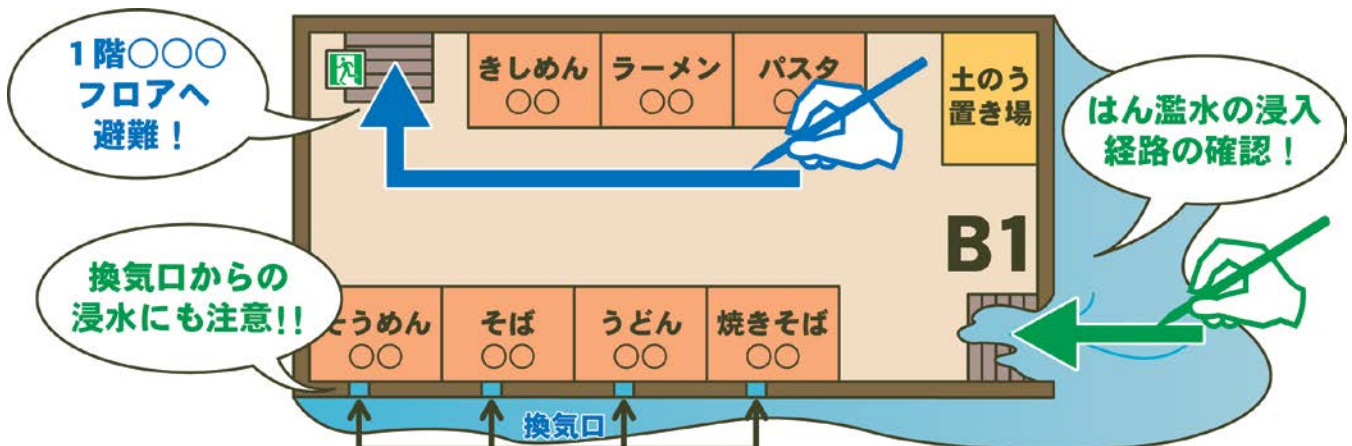 1階○○○
フロアへ
避難!
きしめん
○○
ラーメン
○○
パスタ
土のう
置き場
はん濫水の浸入
経路の確認!
B1
換気口からの
浸水にも注意!!
そうめん
○○
そば
○○
うどん
○○
焼きそば
○○
換気口